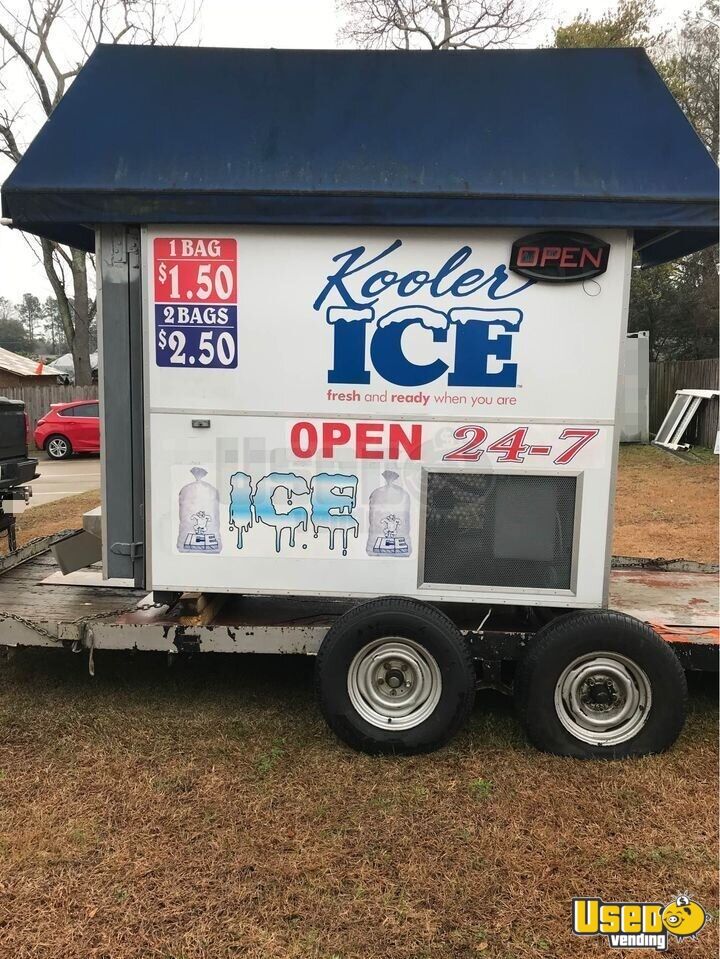 1 BAG
$1.50
2 BAGS
$2.50
Kooler
ICE™
fresh and ready when you are
OPEN
OPEN 24-7
ICE
ICE
ICE
USED
vending